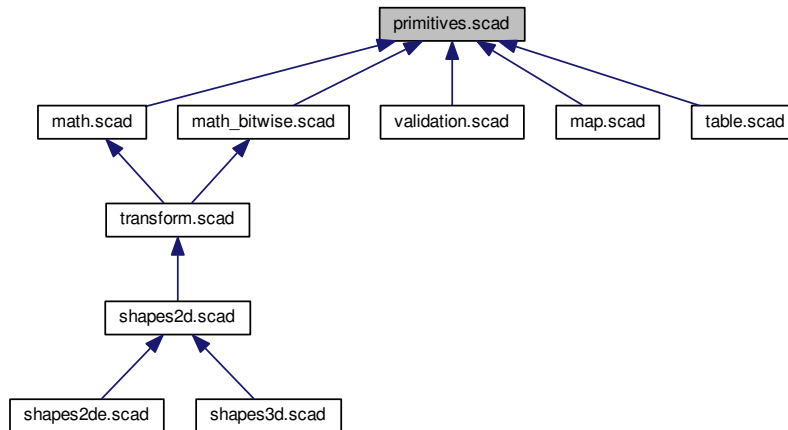 primitives.scad
math.scad math_bitwise.scad validation.scad map.scad table.scad
transform.scad
shapes2d.scad
shapes2de.scad shapes3d.scad